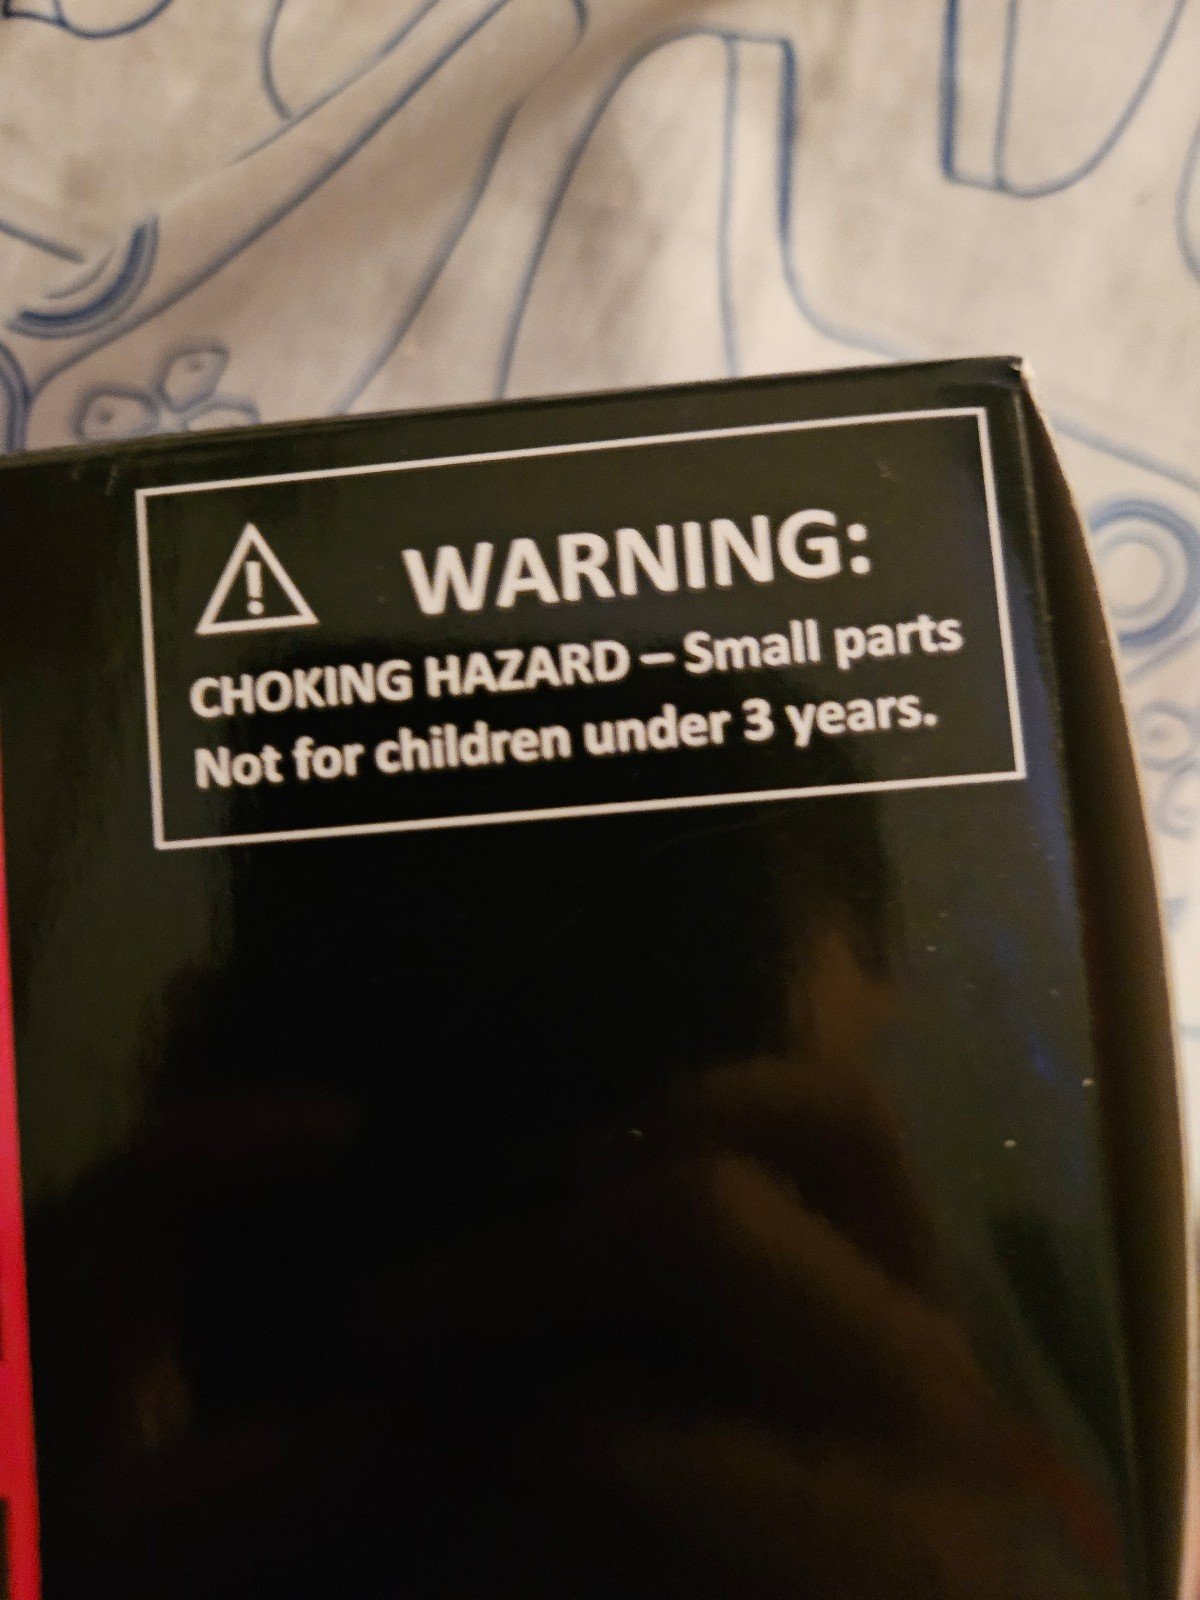 WARNING:
CHOKING HAZARD – Small parts
Not for children under 3 years.